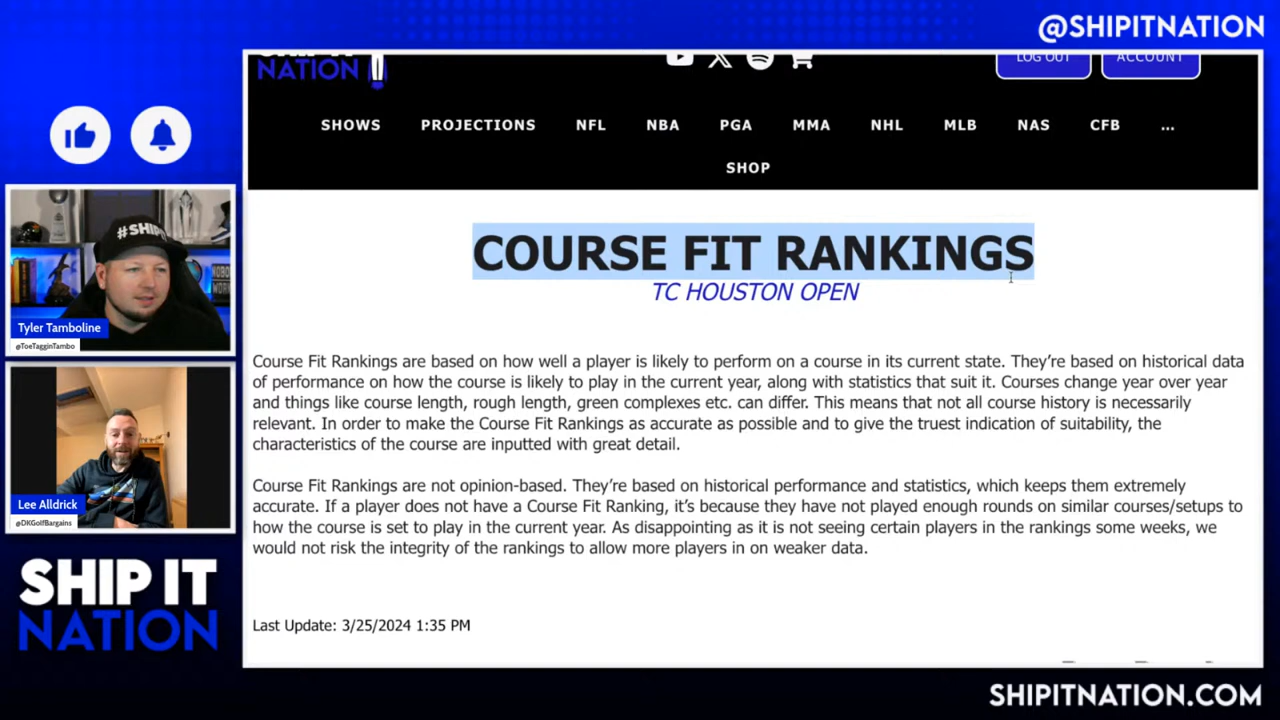 @SHIPITNATION
SHIP IT
NATION
LOG OUT
ACCOUNT
SHOWS
PROJECTIONS
NFL
NBA
PGA
MMA
NHL
MLB
NAS
CFB
...
SHOP
COURSE FIT RANKINGS
TC HOUSTON OPEN
Course Fit Rankings are based on how well a player is likely to perform on a course in its current state. They're based on historical data
of performance on how the course is likely to play in the current year, along with statistics that suit it. Courses change year over year
and things like course length, rough length, green complexes etc. can differ. This means that not all course history is necessarily
relevant. In order to make the Course Fit Rankings as accurate as possible and to give the truest indication of suitability, the
characteristics of the course are inputted with great detail.
Course Fit Rankings are not opinion-based. They're based on historical performance and statistics, which keeps them extremely
accurate. If a player does not have a Course Fit Ranking, it's because they have not played enough rounds on similar courses/setups to
how the course is set to play in the current year. As disappointing as it is not seeing certain players in the rankings some weeks, we
would not risk the integrity of the rankings to allow more players in on weaker data.
Last Update: 3/25/2024 1:35 PM
#SHIP
Tyler Tamboline
@ToeTagginTambo
Lee Alldrick
@DKGolfBargains
SHIP IT
NATION
SHIPITNATION.COM